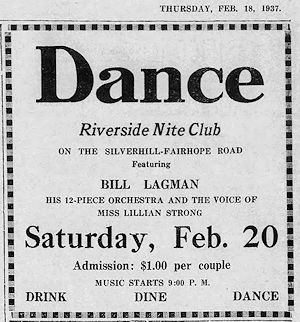 THURSDAY, FEB. 18, 1937.
Dance
Riverside Nite Club
ON THE SILVERHILL-FAIRHOPE ROAD
Featuring
BILL LAGMAN
HIS 12-PIECE ORCHESTRA AND THE VOICE OF
MISS LILLIAN STRONG
Saturday, Feb. 20
Admission: $1.00 per couple
MUSIC STARTS 9:00 P. M.
DRINK DINE DANCE